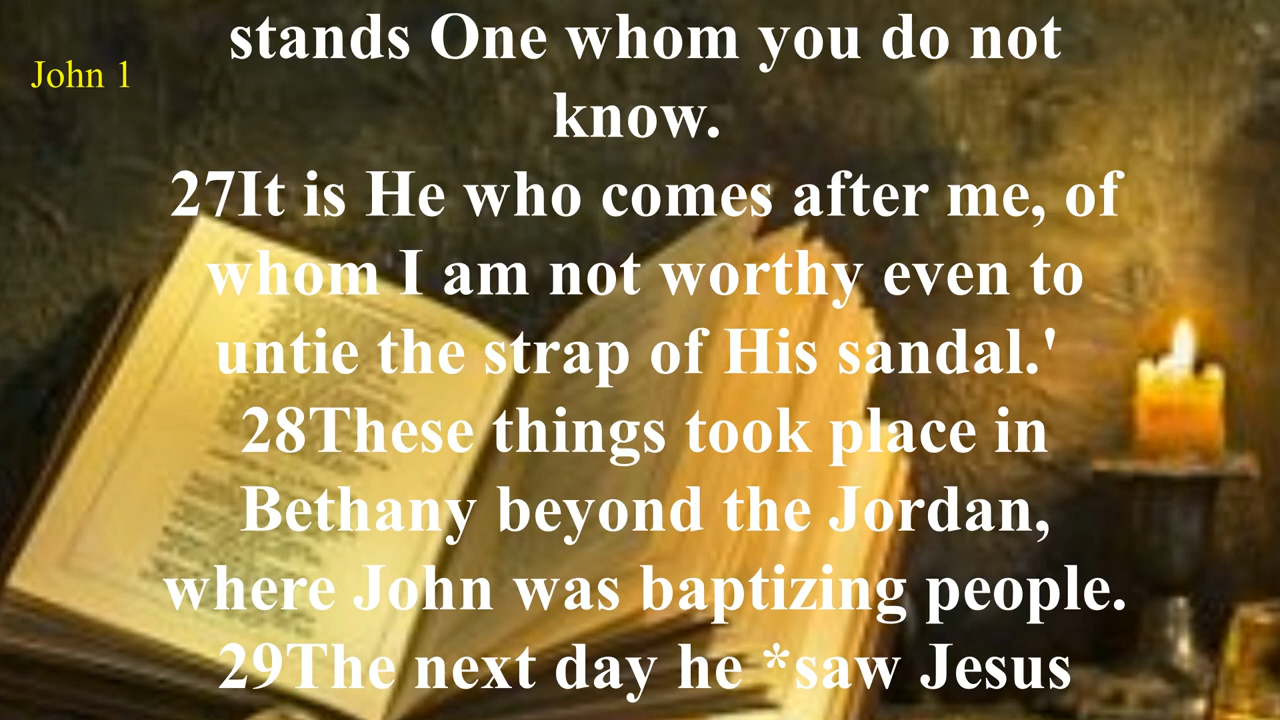 stands One whom you do not
John 1
know.
27It is He who comes after me, of
whom I am not worthy even to
untie the strap of His sandal.'
28These things took place in
Bethany beyond the Jordan,
where John was baptizing people.
29The next day he *saw Jesus